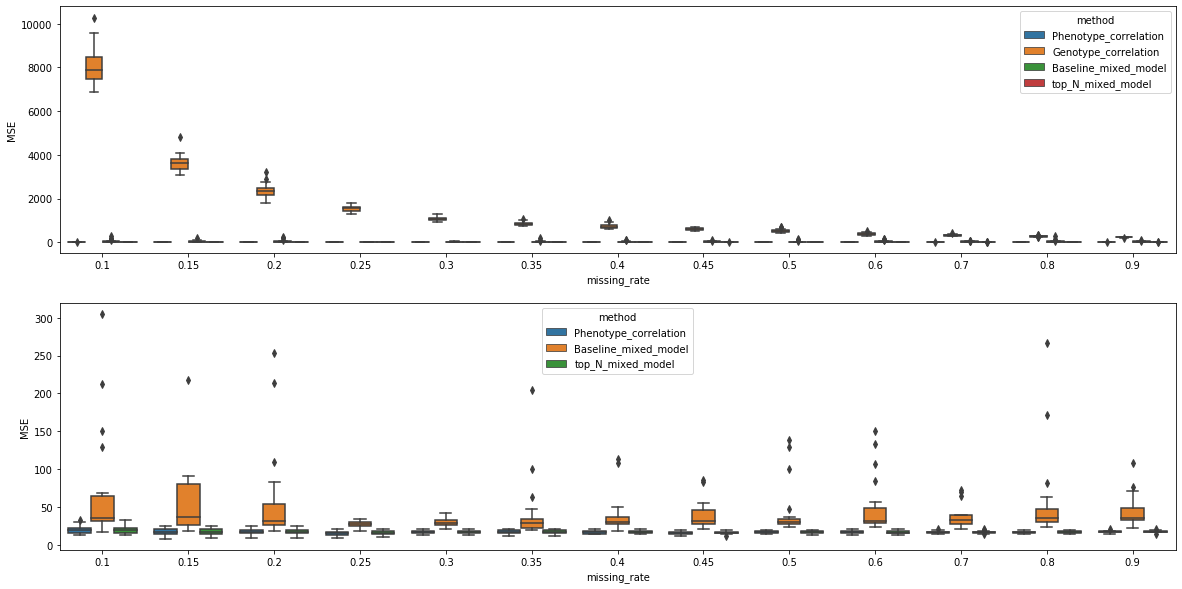 method
Phenotype_correlation
Genotype_correlation
Baseline_mixed_model
top_N_mixed_model
10000
8000
6000
4000
2000
0
MSE
0.1 0.15 0.2 0.25 0.3 0.35 0.4 0.45 0.5 0.6 0.7 0.8 0.9
missing_rate
method
Phenotype_correlation
Baseline_mixed_model
top_N_mixed_model
300
250
200
150
100
50
0
MSE
0.1 0.15 0.2 0.25 0.3 0.35 0.4 0.45 0.5 0.6 0.7 0.8 0.9
missing_rate